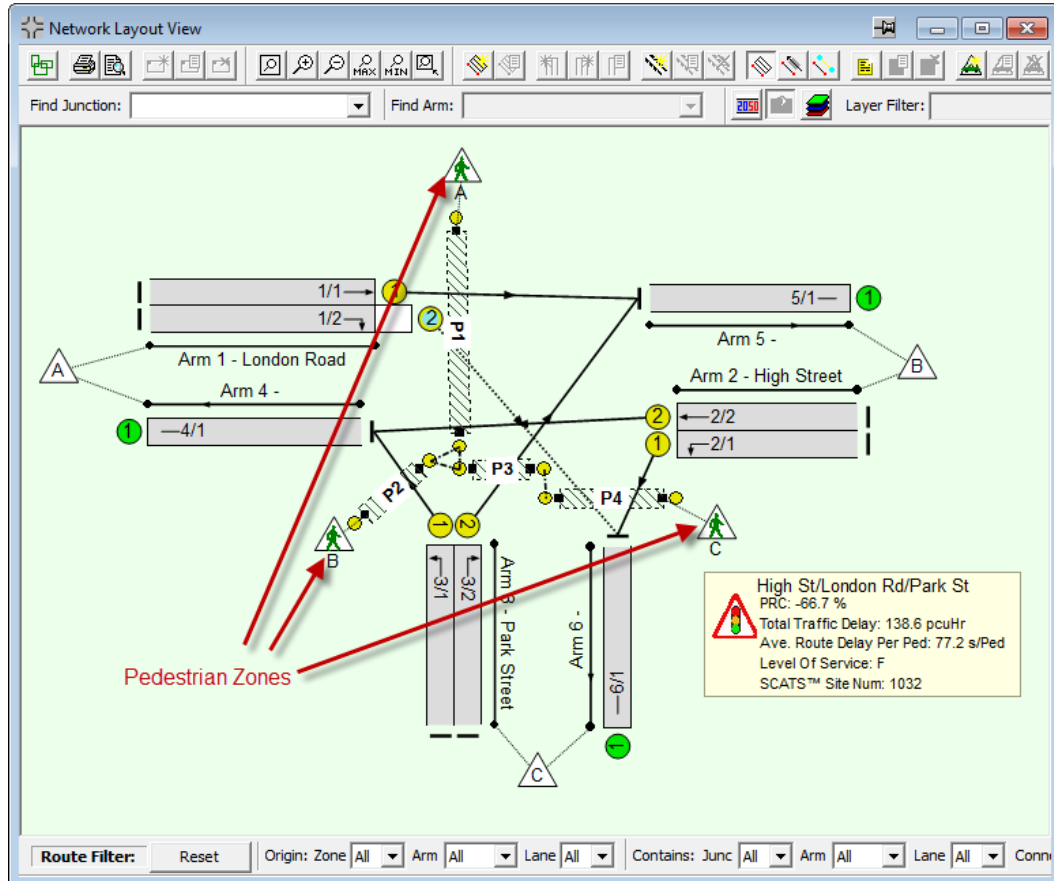 Network Layout View
MAX MIN 2050
Find Junction: Find Arm: Layer Filter:
A
1/1
1
5/1
1
1/2
2
P1
Arm 5 -
Arm 1 - London Road
A
B
Arm 4 -
Arm 2 - High Street
1
4/1
2
2/2
1
2/1
P3
P2
P4
B
1
2
C
3/1
3/2
Arm 3 - Park Street
Arm 6 -
6/1
1
C
Pedestrian Zones
High St/London Rd/Park St
PRC: -66.7 %
Total Traffic Delay: 138.6 pcuHr
Ave. Route Delay Per Ped: 77.2 s/Ped
Level Of Service: F
SCATS™ Site Num: 1032
Route Filter: Reset Origin: Zone All Arm All Lane All Contains: Junc All Arm All Lane All Conne